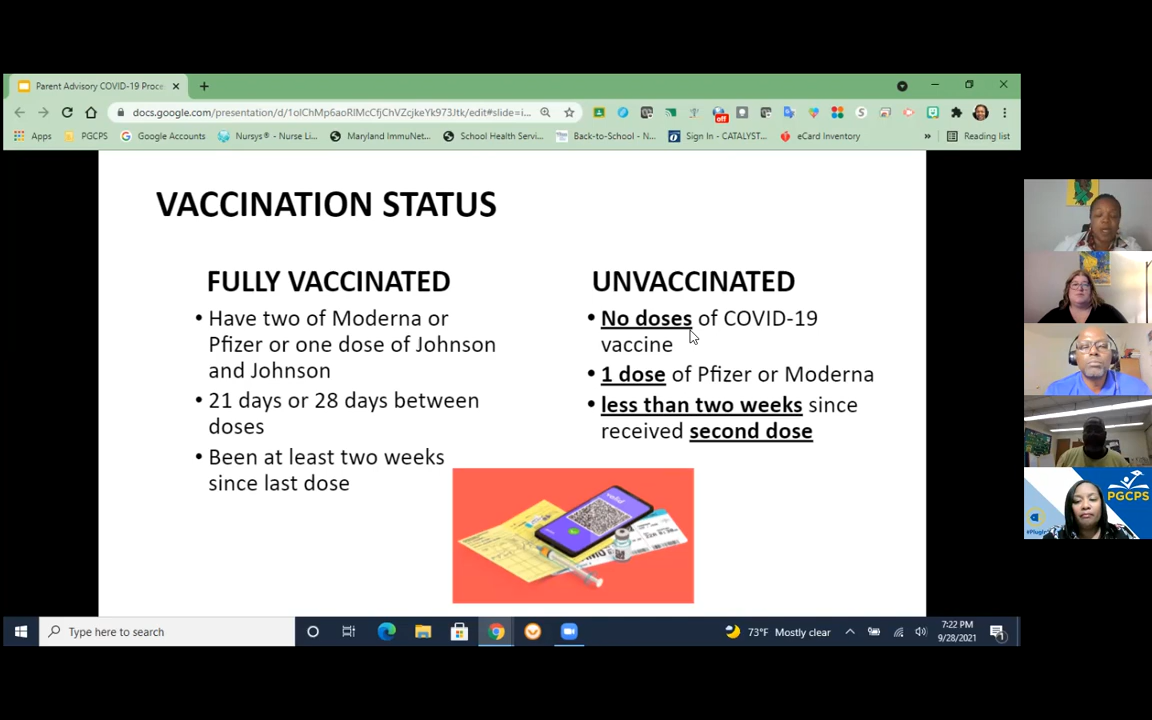 Parent Advisory COVID-19 Proce
docs.google.com/presentation/d/1olChMp6aoRlMcCfjChVZcjkeYk973Jtk/edit#slide=i...
off
Apps PGCPS Google Accounts Nursys® - Nurse Li... Maryland ImmuNet... School Health Servi... Back-to-School - N... Sign In - CATALYST... eCard Inventory » Reading list
VACCINATION STATUS
FULLY VACCINATED
• Have two of Moderna or
Pfizer or one dose of Johnson
and Johnson
• 21 days or 28 days between
doses
• Been at least two weeks
since last dose
UNVACCINATED
• No doses of COVID-19
vaccine
• 1 dose of Pfizer or Moderna
• less than two weeks since
received second dose
PGCPS
Type here to search
73°F Mostly clear
7:22 PM
9/28/2021
1